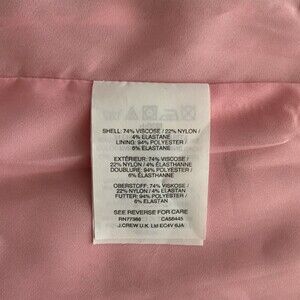 SHELL: 74% VISCOSE / 22% NYLON /
4% ELASTANE
LINING: 94% POLYESTER /
6% ELASTANE
EXTÉRIEUR: 74% VISCOSE /
22% NYLON / 4% ÉLASTHANNE
DOUBLURE: 94% POLYESTER /
6% ÉLASTHANNE
OBERSTOFF: 74% VISKOSE /
22% NYLON / 4% ELASTAN
FUTTER: 94% POLYESTER /
6% ELASTAN
SEE REVERSE FOR CARE
RN77388 CA56445
J.CREW U.K. Ltd EC4V 6JA